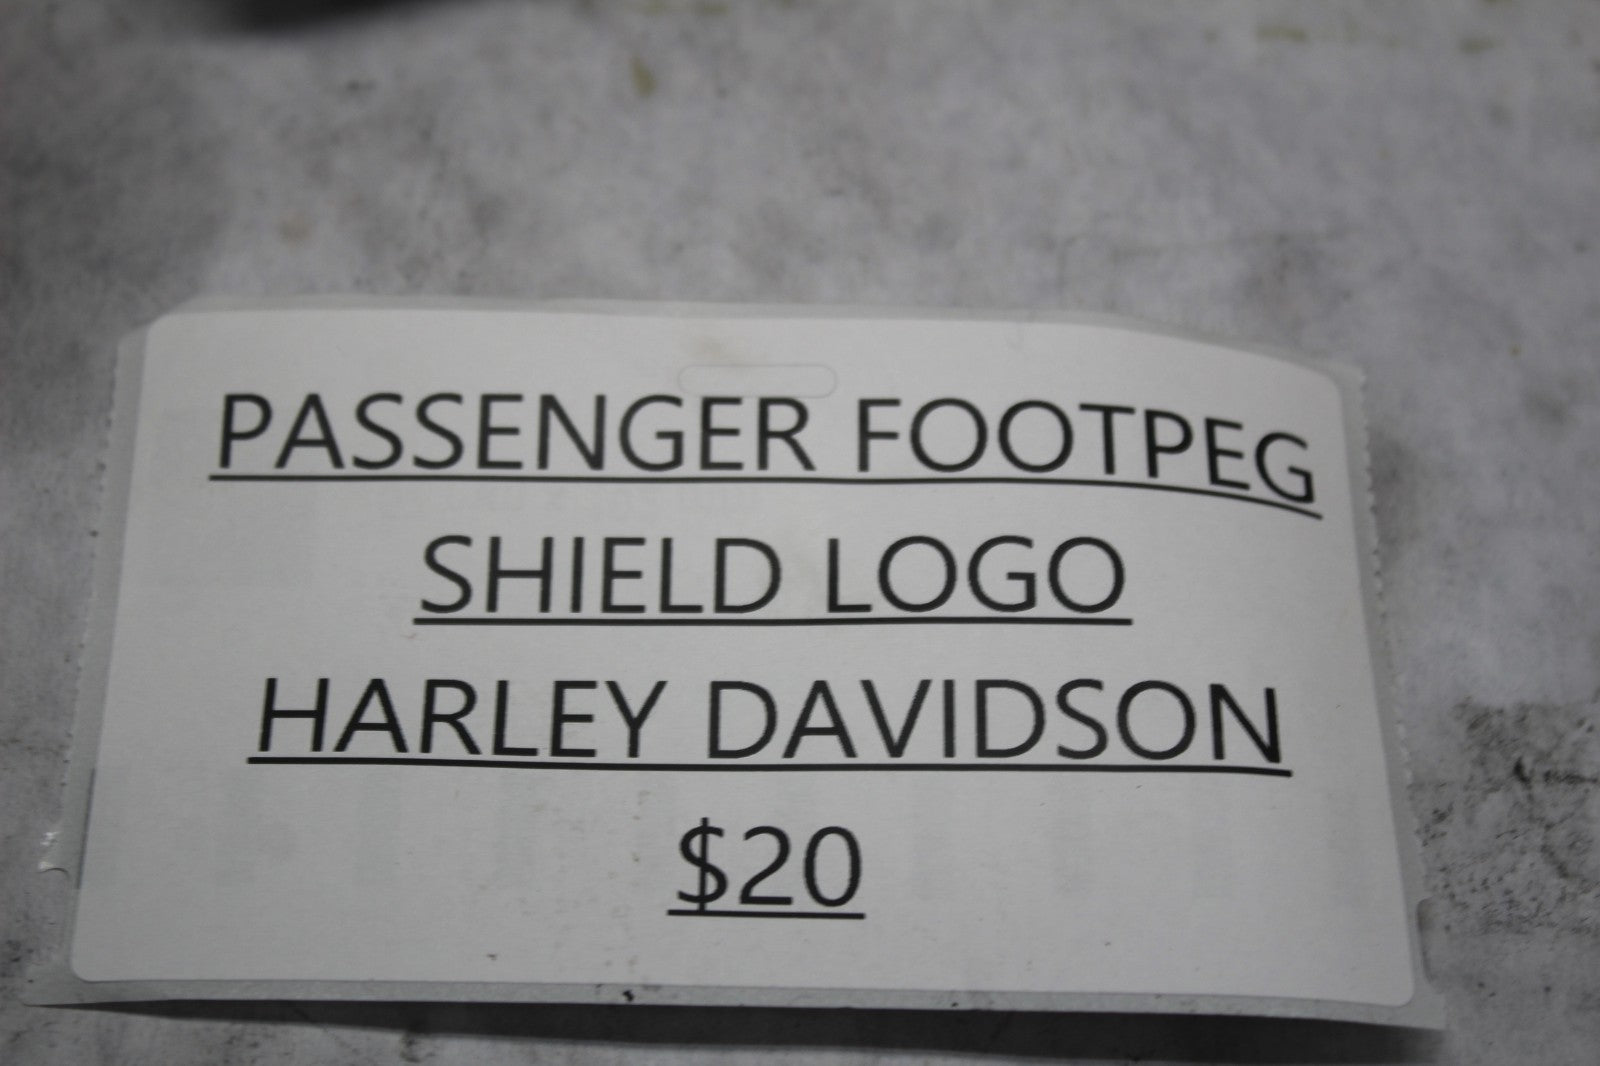 PASSENGER FOOTPEG
SHIELD LOGO
HARLEY DAVIDSON
$20